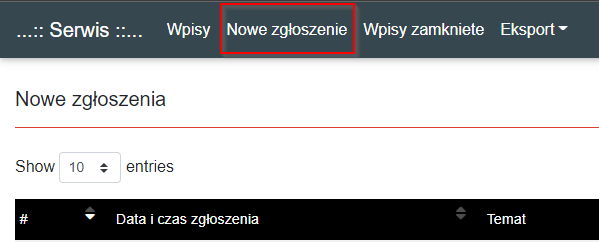 ...:: Serwis ::... Wpisy Nowe zgłoszenie Wpisy zamkniete Eksport
Nowe zgłoszenia
Show 10 entries
# Data i czas zgłoszenia Temat